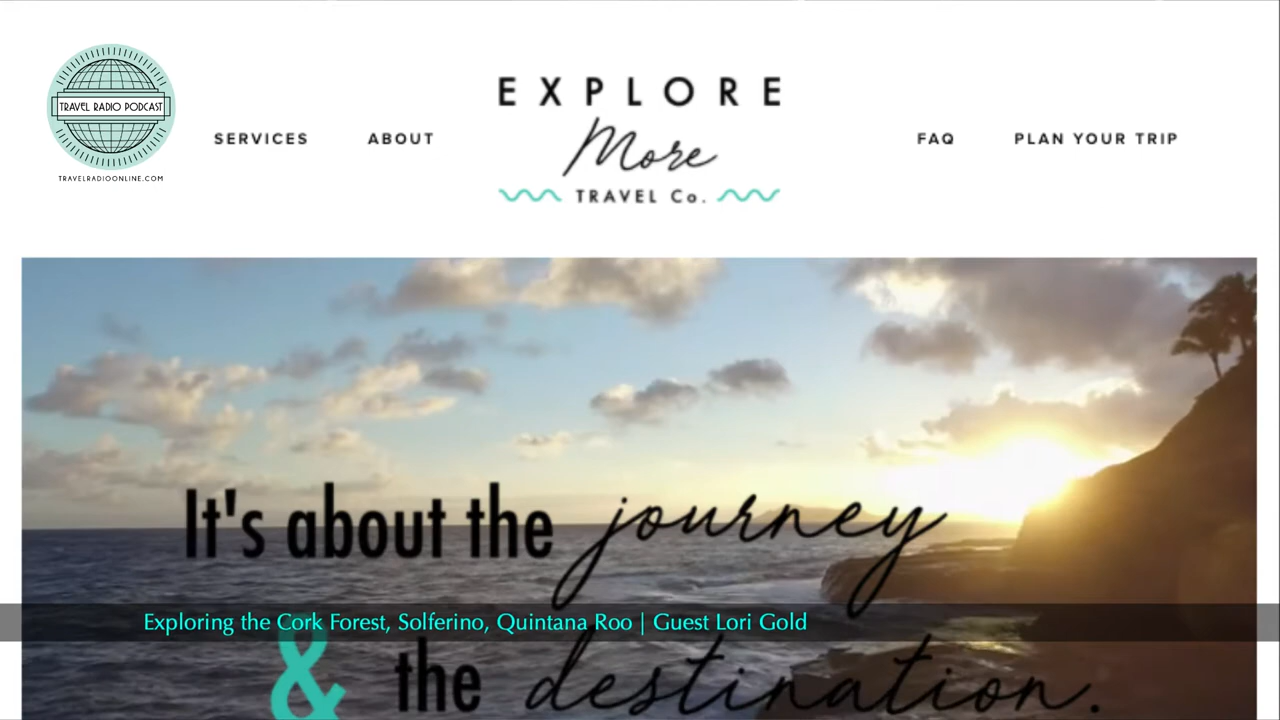 TRAVEL RADIO PODCAST
TRAVELRADIOONLINE.COM
SERVICES
ABOUT
EXPLORE
More
TRAVEL Co.
FAQ
PLAN YOUR TRIP
It's about the journey
Exploring the Cork Forest, Solferino, Quintana Roo | Guest Lori Gold
& the destination.